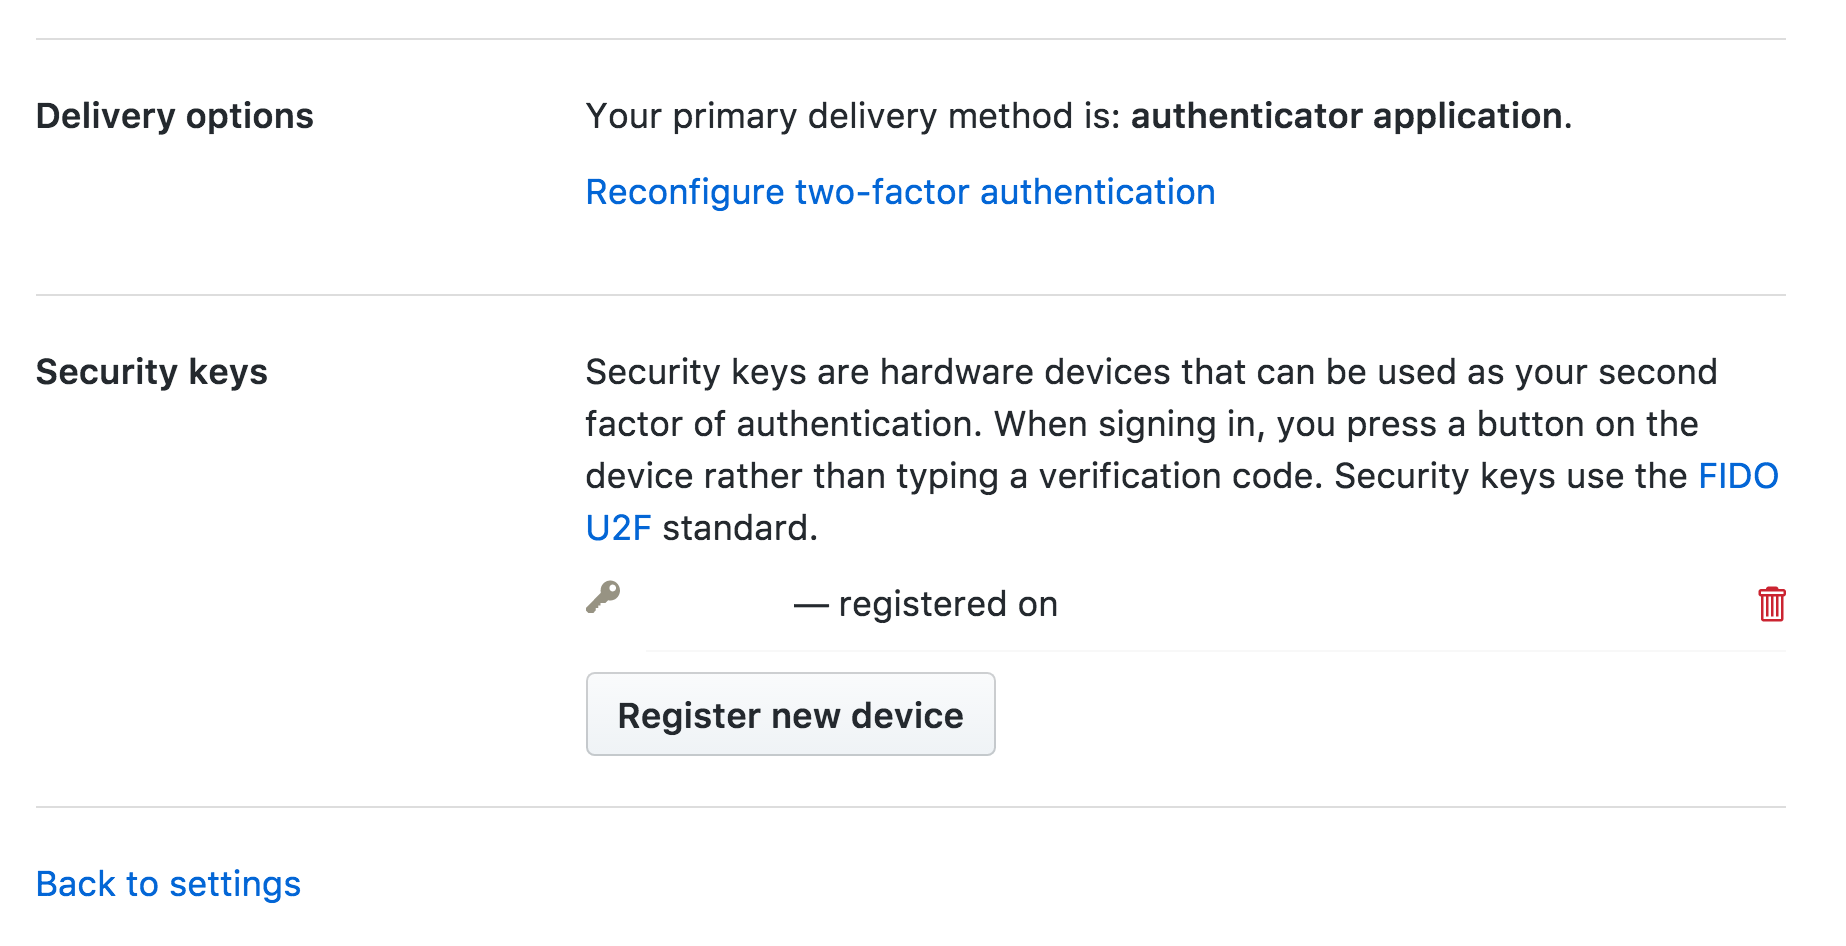 Delivery options
Your primary delivery method is: authenticator application.
Reconfigure two-factor authentication
Security keys
Security keys are hardware devices that can be used as your second
factor of authentication. When signing in, you press a button on the
device rather than typing a verification code. Security keys use the FIDO
U2F standard.
— registered on
Register new device
Back to settings